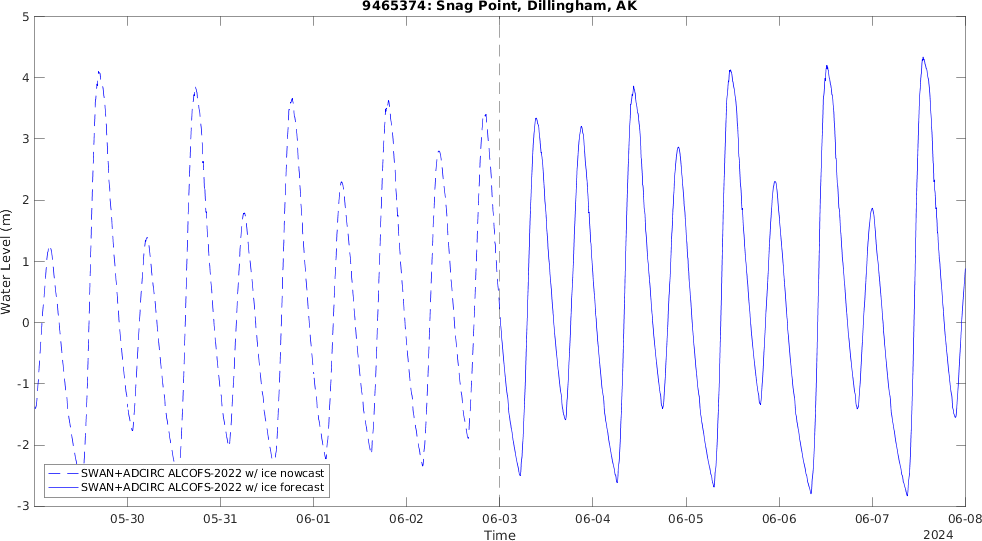 9465374: Snag Point, Dillingham, AK
5
4
3
2
1
0
-1
-2
-3
Water Level (m)
SWAN+ADCIRC ALCOFS-2022 w/ ice nowcast
SWAN+ADCIRC ALCOFS-2022 w/ ice forecast
05-30 05-31 06-01 06-02 06-03 06-04 06-05 06-06 06-07 06-08
Time
2024